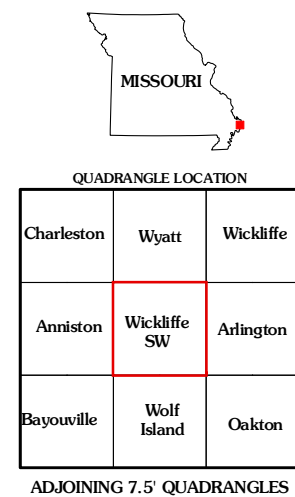 MISSOURI
QUADRANGLE LOCATION
Charleston
Wyatt
Wickliffe
Anniston
Wickliffe
SW
Arlington
Bayouville
Wolf
Island
Oakton
ADJOINING 7.5' QUADRANGLES